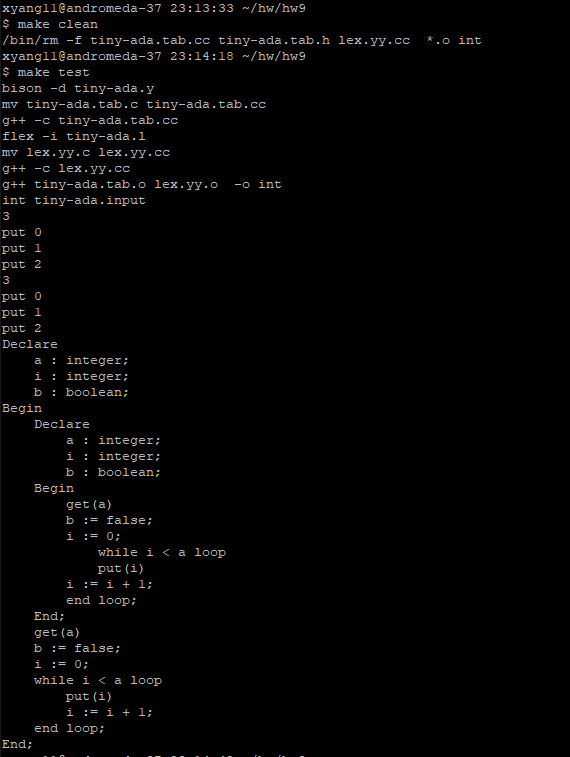 xyang11@andromeda-37 23:13:33 ~/hw/hw9
$ make clean
/bin/rm -f tiny-ada.tab.cc tiny-ada.tab.h lex.yy.cc  *.o int
xyang11@andromeda-37 23:14:18 ~/hw/hw9
$ make test
bison -d tiny-ada.y
mv tiny-ada.tab.c tiny-ada.tab.cc
g++ -c tiny-ada.tab.cc
flex -i tiny-ada.l
mv lex.yy.c lex.yy.cc
g++ -c lex.yy.cc
g++ tiny-ada.tab.o lex.yy.o  -o int
int tiny-ada.input
3
put 0
put 1
put 2
3
put 0
put 1
put 2
Declare
    a : integer;
    i : integer;
    b : boolean;
Begin
    Declare
        a : integer;
        i : integer;
        b : boolean;
    Begin
        get(a)
        b := false;
        i := 0;
            while i < a loop
            put(i)
        i := i + 1;
        end loop;
    End;
    get(a)
    b := false;
    i := 0;
    while i < a loop
        put(i)
        i := i + 1;
    end loop;
End;